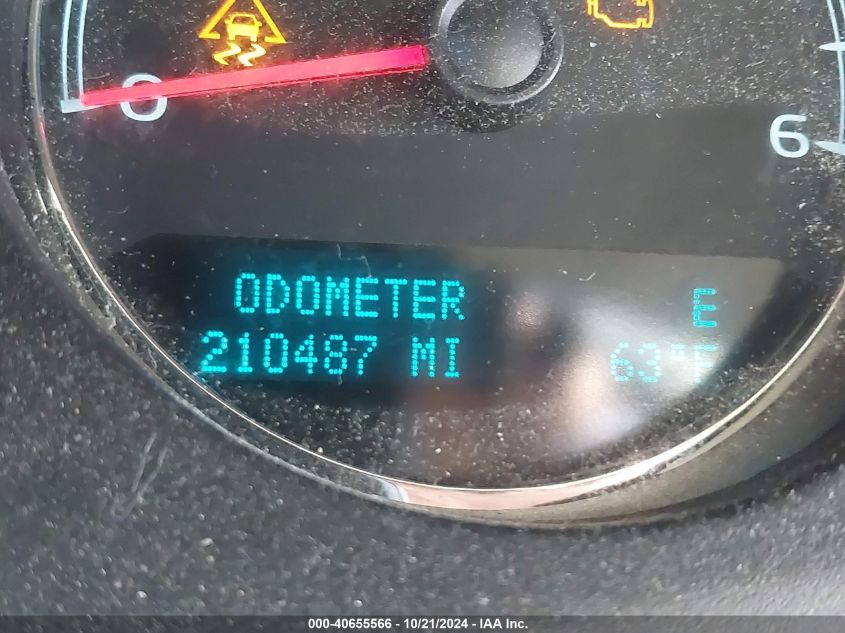 0
6
ODOMETER E
210487 MI 63°F
000-40655566 - 10/21/2024 - IAA Inc.